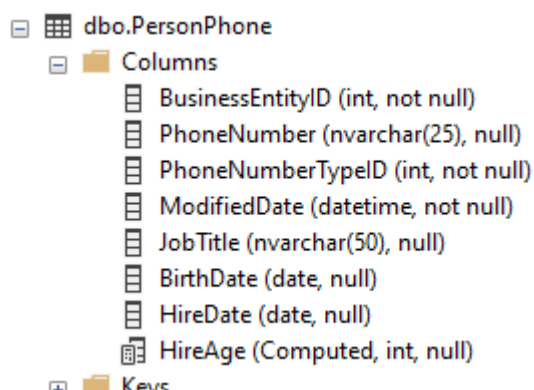 dbo.PersonPhone
Columns
BusinessEntityID (int, not null)
PhoneNumber (nvarchar(25), null)
PhoneNumberTypeID (int, not null)
ModifiedDate (datetime, not null)
JobTitle (nvarchar(50), null)
BirthDate (date, null)
HireDate (date, null)
HireAge (Computed, int, null)
Keys